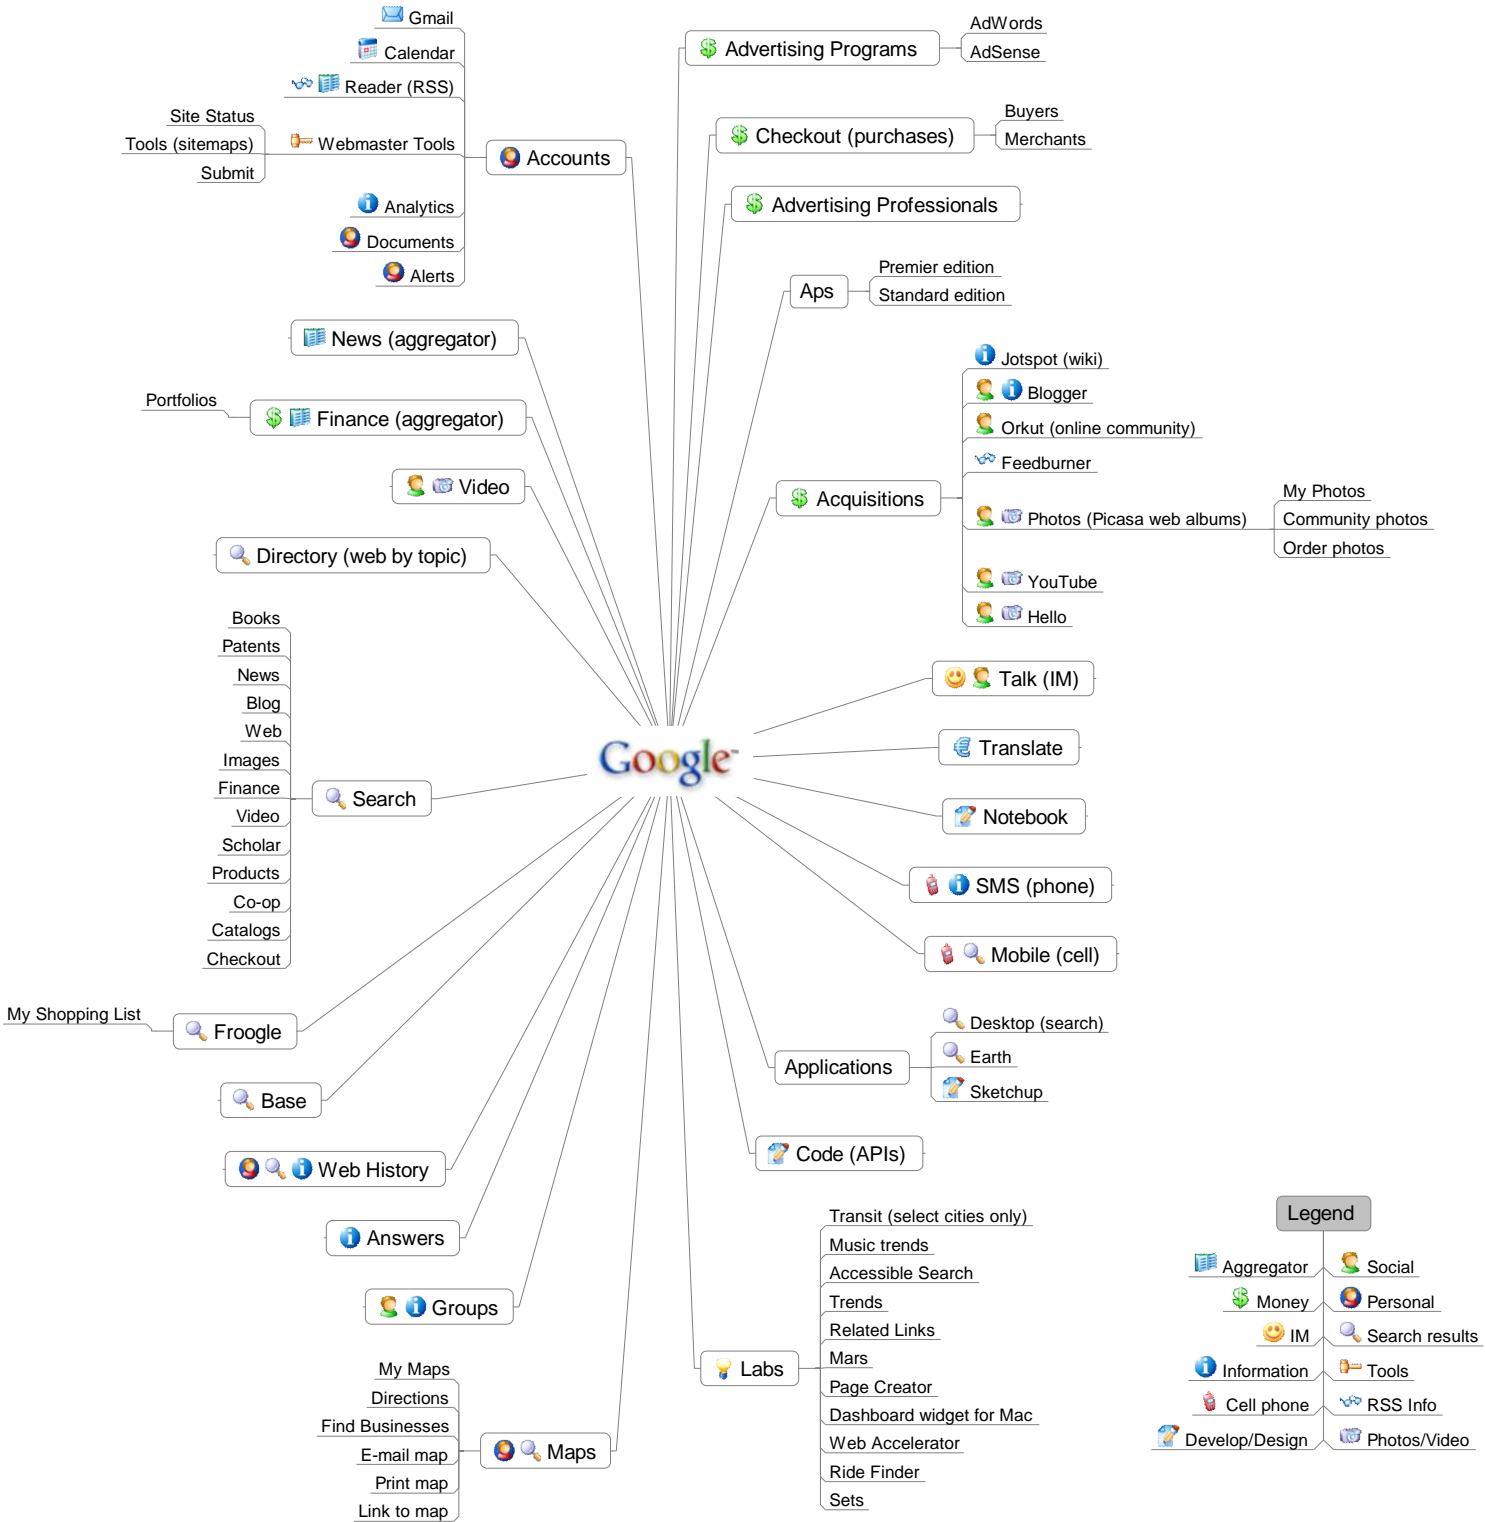 Gmail
Calendar
Reader (RSS)
Site Status
Tools (sitemaps)
Submit
Webmaster Tools
Analytics
Documents
Alerts
Accounts
News (aggregator)
Portfolios
Finance (aggregator)
Video
Directory (web by topic)
Books
Patents
News
Blog
Web
Images
Finance
Video
Scholar
Products
Co-op
Catalogs
Checkout
Search
My Shopping List
Froogle
Base
Web History
Answers
Groups
My Maps
Directions
Find Businesses
E-mail map
Print map
Link to map
Maps
Google™
Advertising Programs
AdWords
AdSense
Checkout (purchases)
Buyers
Merchants
Advertising Professionals
Aps
Premier edition
Standard edition
Acquisitions
Jotspot (wiki)
Blogger
Orkut (online community)
Feedburner
Photos (Picasa web albums)
My Photos
Community photos
Order photos
YouTube
Hello
Talk (IM)
Translate
Notebook
SMS (phone)
Mobile (cell)
Applications
Desktop (search)
Earth
Sketchup
Code (APIs)
Labs
Transit (select cities only)
Music trends
Accessible Search
Trends
Related Links
Mars
Page Creator
Dashboard widget for Mac
Web Accelerator
Ride Finder
Sets
Legend
Aggregator
Social
Money
Personal
IM
Search results
Information
Tools
Cell phone
RSS Info
Develop/Design
Photos/Video